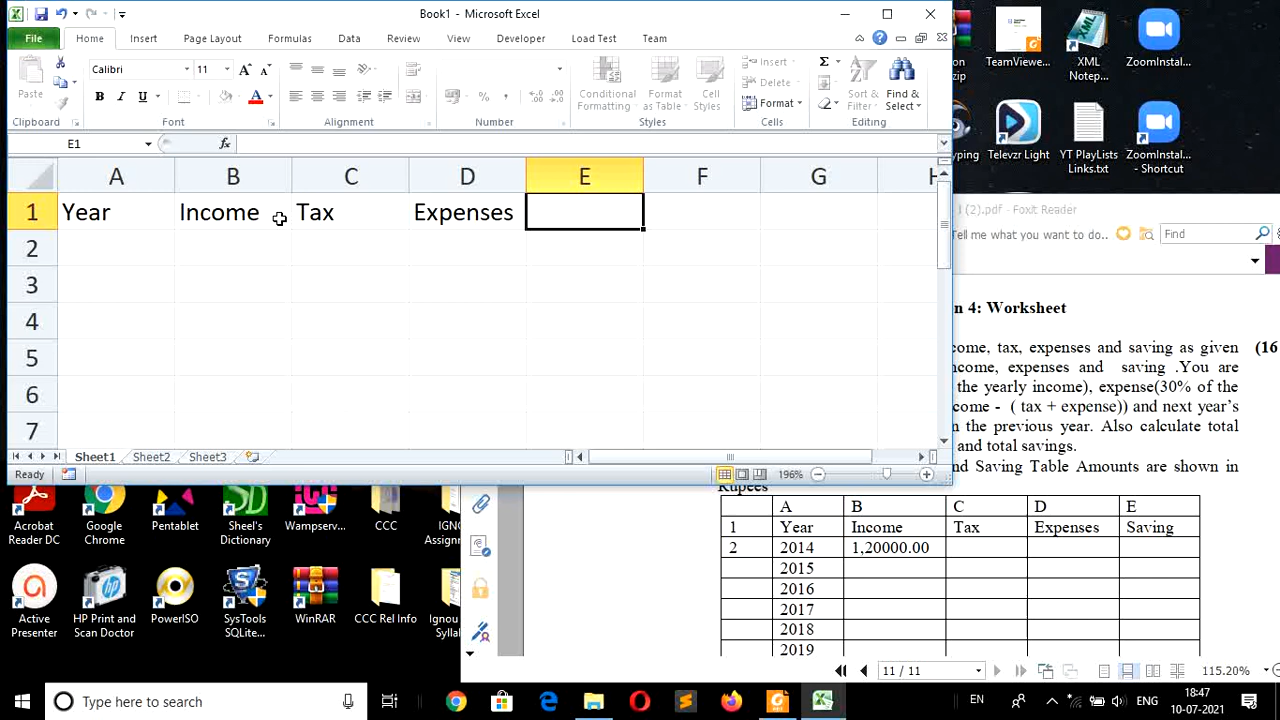 Book1 - Microsoft Excel
File Home Insert Page Layout Formulas Data Review View Developer Load Test Team
Calibri 11
Paste
B I U
Conditional Formatting
Format as Table
Cell Styles
Insert
Delete
Format
Sort & Filter
Find & Select
Clipboard Font Alignment Number Styles Cells Editing
E1 fx
A B C D E F G
1 Year Income Tax Expenses
2
3
4
5
6
7
Sheet1 Sheet2 Sheet3
Ready 196%
zip
TeamViewe...
XML Notep...
ZoomInstal...
yping
Televzr Light
YT PlayLists Links.txt
ZoomInstal... - Shortcut
I (2).pdf - Foxit Reader
Tell me what you want to do.. Find
n 4: Worksheet
come, tax, expenses and saving as given (16
ncome, expenses and saving .You are
the yearly income), expense(30% of the
come - ( tax + expense)) and next year's
n the previous year. Also calculate total
and total savings.
nd Saving Table Amounts are shown in
Rupees
A B C D E
1 Year Income Tax Expenses Saving
2 2014 1,20000.00
2015
2016
2017
2018
2019
11 / 11 115.20%
Acrobat Reader DC
Google Chrome
Pentablet
Sheel's Dictionary
Wampserv...
CCC
IGNO Assignr
Active Presenter
HP Print and Scan Doctor
PowerISO
SysTools SQLite...
WinRAR
CCC Rel Info
Ignou Syllal
Type here to search
EN ENG
18:47
10-07-2021